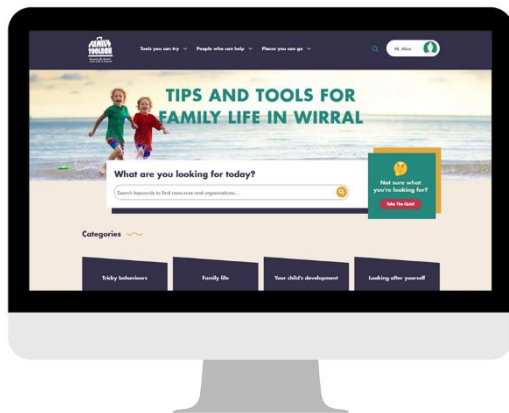 FAMILY
TOOLBOX
Tools you can try
People who can help
Places you can go
Hi, Alice
TIPS AND TOOLS FOR
FAMILY LIFE IN WIRRAL
What are you looking for today?
Search keywords to find resources and organisations...
Not sure what
you're looking for?
Take The Quiz!
Categories
Tricky behaviours
Family life
Your child's development
Looking after yourself